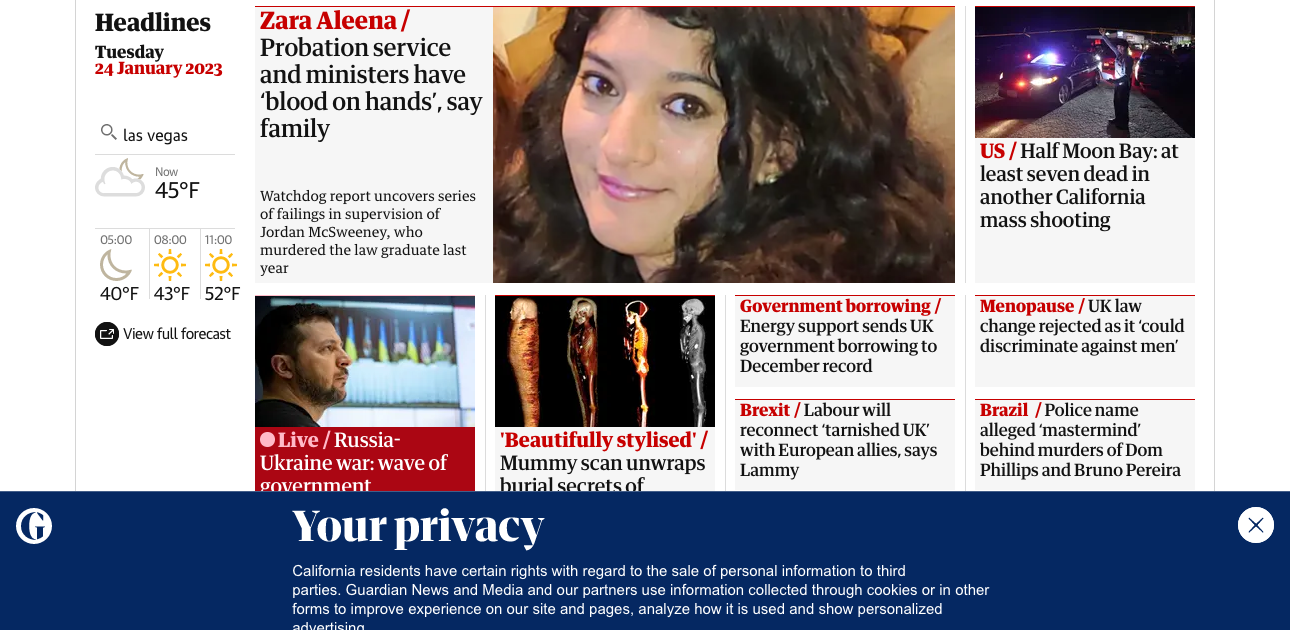 Headlines
Tuesday
24 January 2023
las vegas
Now
45°F
05:00
08:00
11:00
40°F
43°F
52°F
View full forecast
Zara Aleena /
Probation service
and ministers have
‘blood on hands’, say
family
Watchdog report uncovers series
of failings in supervision of
Jordan McSweeney, who
murdered the law graduate last
year
US / Half Moon Bay: at
least seven dead in
another California
mass shooting
Live / Russia-
Ukraine war: wave of
government
'Beautifully stylised' /
Mummy scan unwraps
burial secrets of
Government borrowing /
Energy support sends UK
government borrowing to
December record
Menopause / UK law
change rejected as it ‘could
discriminate against men’
Brexit / Labour will
reconnect ‘tarnished UK’
with European allies, says
Lammy
Brazil / Police name
alleged ‘mastermind’
behind murders of Dom
Phillips and Bruno Pereira
G
Your privacy
California residents have certain rights with regard to the sale of personal information to third
parties. Guardian News and Media and our partners use information collected through cookies or in other
forms to improve experience on our site and pages, analyze how it is used and show personalized
advertising.